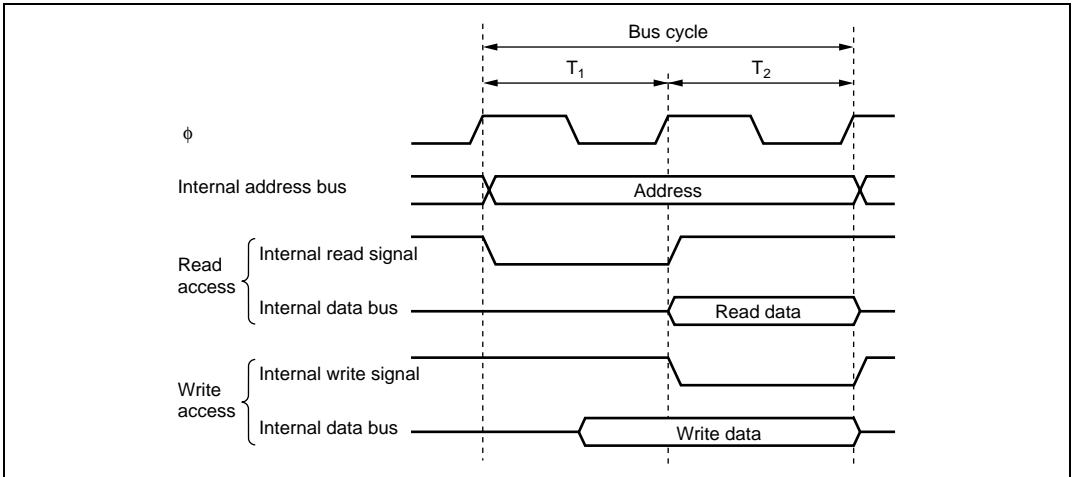 Bus cycle
T1
T2
φ
Internal address bus
Address
Read access
Internal read signal
Internal data bus
Read data
Write access
Internal write signal
Internal data bus
Write data